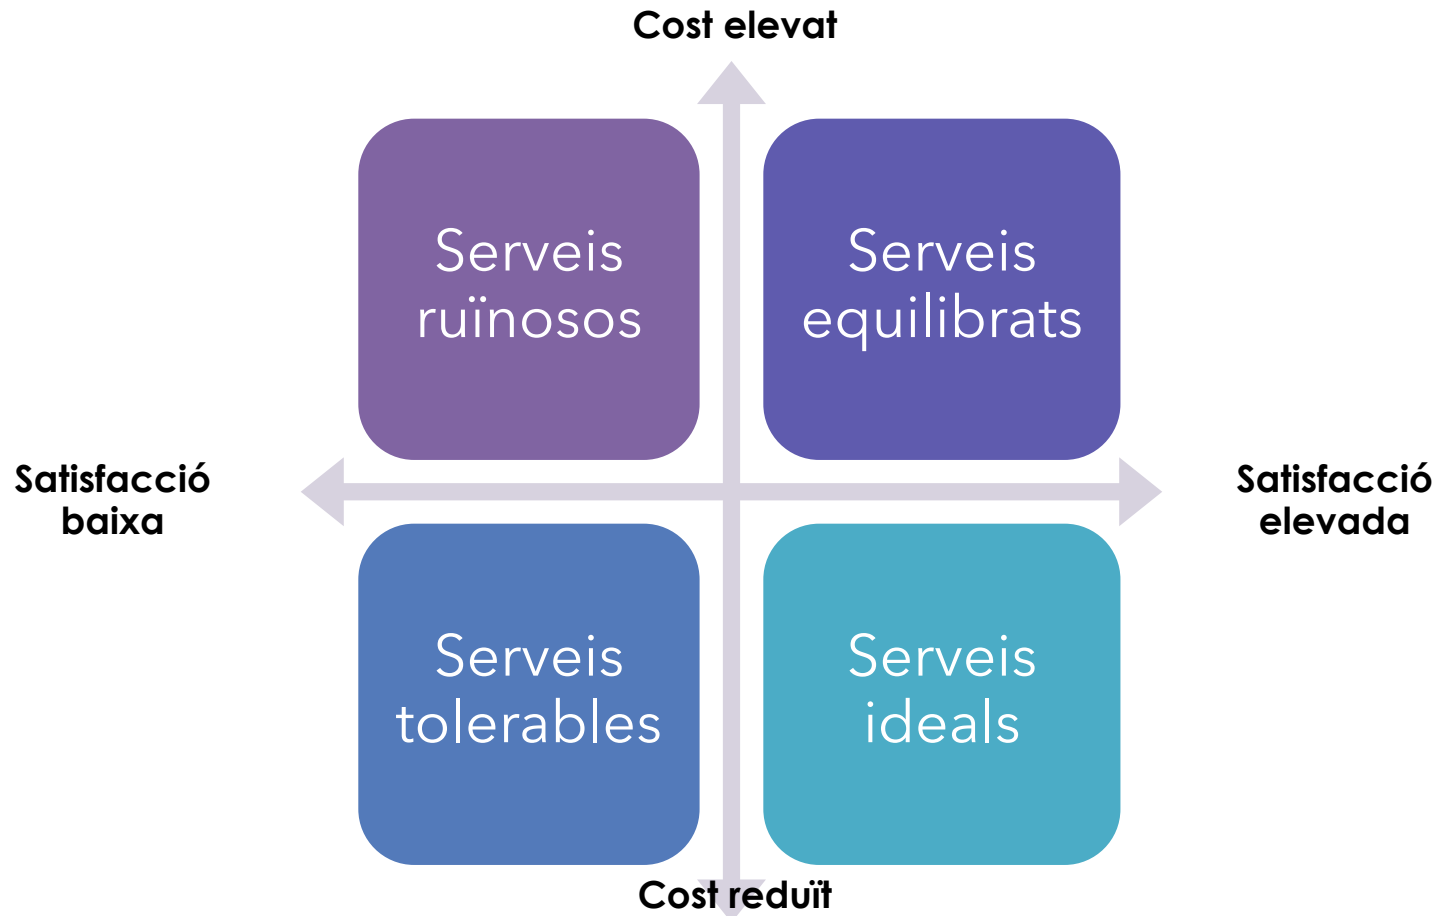 Cost elevat
Serveis
ruïnosos
Serveis
equilibrats
Satisfacció
baixa
Satisfacció
elevada
Serveis
tolerables
Serveis
ideals
Cost reduït